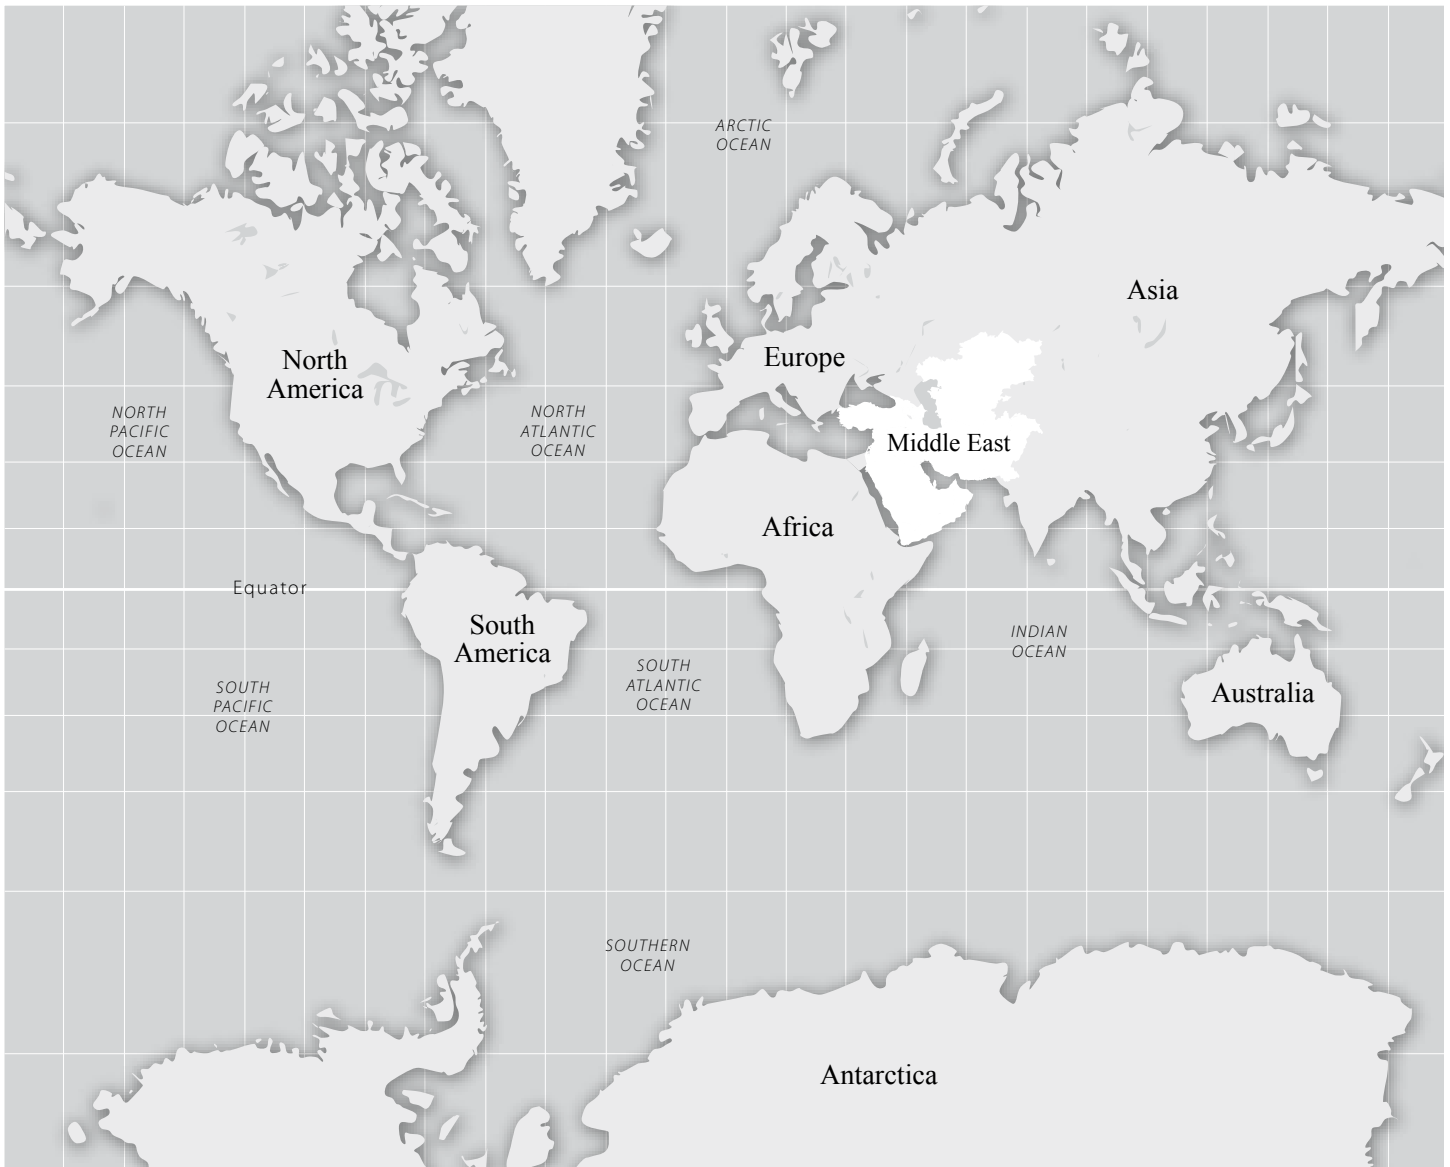 ARCTIC
OCEAN
Asia
North
America
Europe
NORTH
PACIFIC
OCEAN
NORTH
ATLANTIC
OCEAN
Middle East
Africa
Equator
South
America
INDIAN
OCEAN
SOUTH
PACIFIC
OCEAN
SOUTH
ATLANTIC
OCEAN
Australia
SOUTHERN
OCEAN
Antarctica